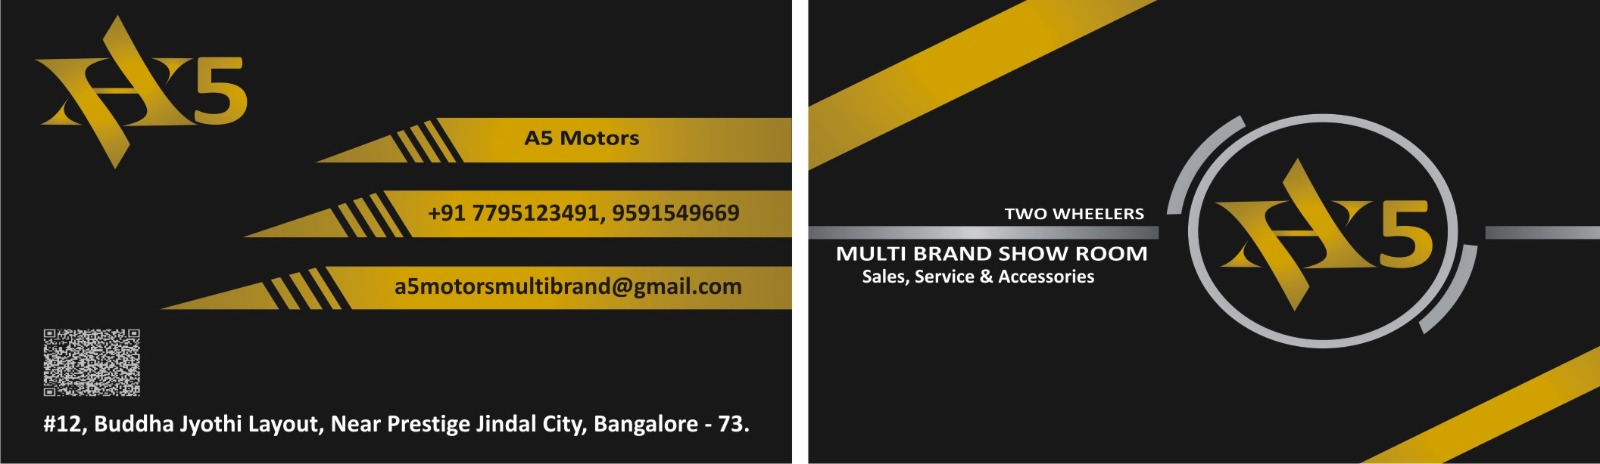 A5
A5 Motors
+91 7795123491, 9591549669
a5motorsmultibrand@gmail.com
#12, Buddha Jyothi Layout, Near Prestige Jindal City, Bangalore - 73.
TWO WHEELERS
MULTI BRAND SHOW ROOM
Sales, Service & Accessories
A5